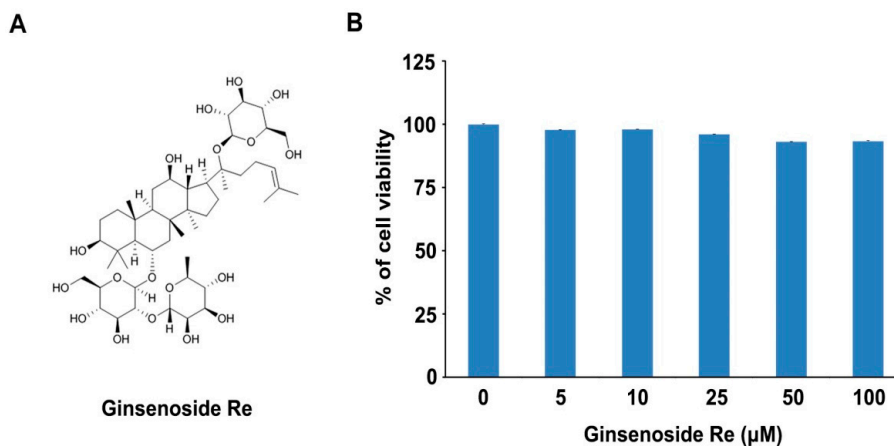 A
HO
OH
HO
O
OH
OH
O
H
H
H
HO
H
O
HO
O
H
O
OH
HO
OH
O
H
OH
OH
OH
Ginsenoside Re
B
125
100
75
50
25
0
% of cell viability
0 5 10 25 50 100
Ginsenoside Re (µM)